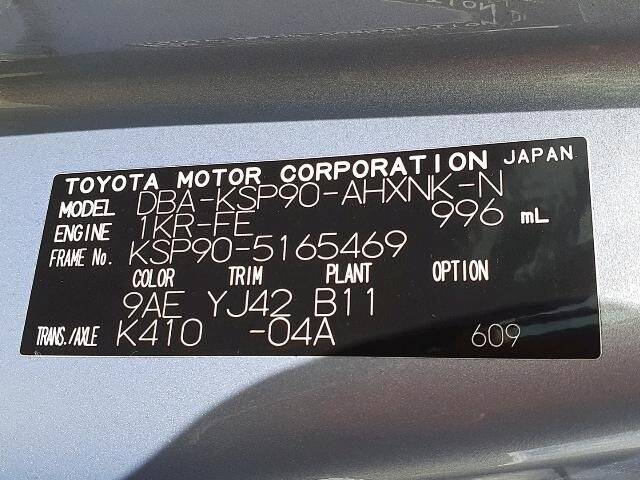 TOYOTA MOTOR CORPORATION JAPAN
MODEL DBA-KSP90-AHXNK-N
ENGINE 1KR-FE 996 mL
FRAME No. KSP90-5165469
COLOR TRIM PLANT OPTION
9AE YJ42 B11
TRANS./AXLE K410 -04A 609